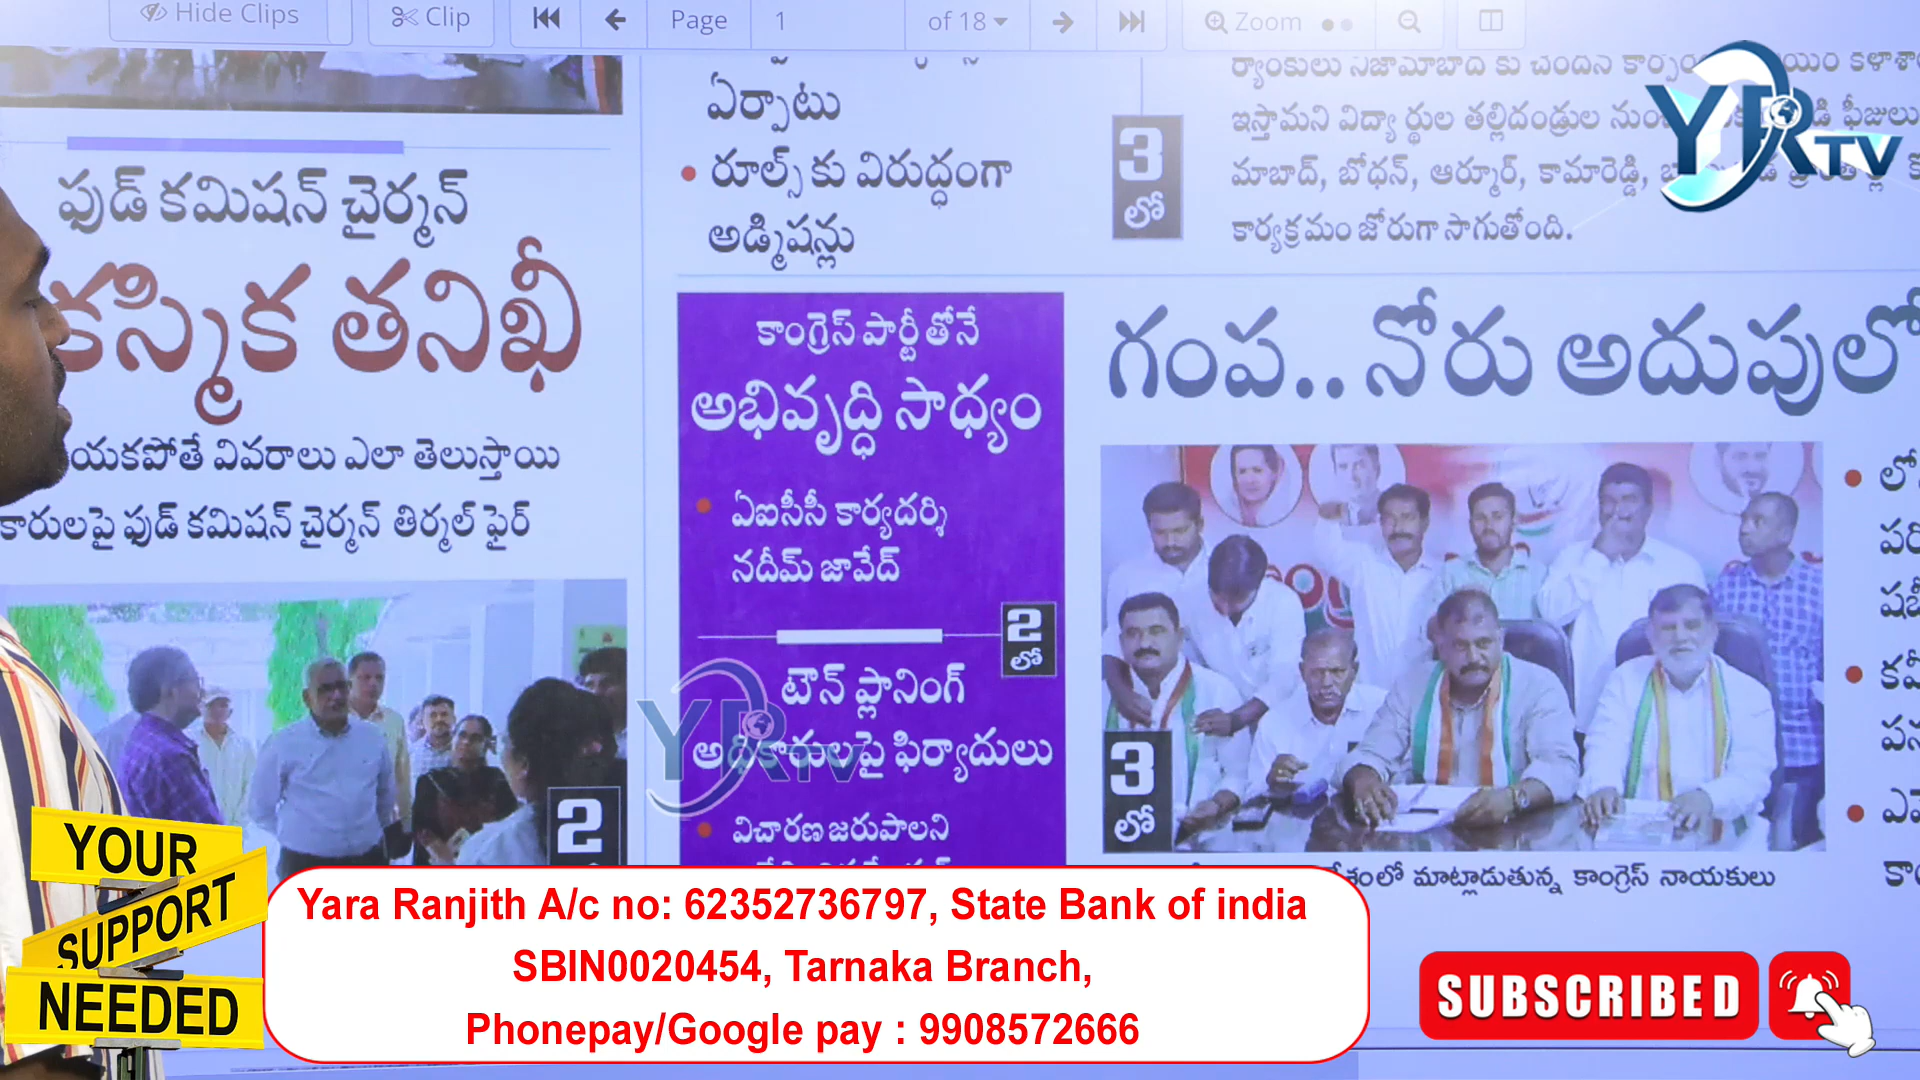 Hide Clips
Clip
Page
1
of 18
Zoom
ఏర్పాటు
రూల్స్ కు విరుద్ధంగా
అడ్మిషన్లు
3
లో
ర్యాంకులు నిజామాబాద్ కు చెందిన
ఇస్తామని విద్యార్థుల తల్లిదండ్రుల
ఫీజులు
మాబాద్, బోధన్, ఆర్మూర్, కామారెడ్డి,
కార్యక్రమం జోరుగా సాగుతోంది.
YR TV
ఫుడ్ కమిషన్ చైర్మన్
కస్మిక తనిఖీ
యకపోతే వివరాలు ఎలా తెలుస్తాయి
కారులపై ఫుడ్ కమిషన్ చైర్మన్ తిర్మల్ ఫైర్
2
కాంగ్రెస్ పార్టీతోనే
అభివృద్ధి సాధ్యం
ఏఐసీసీ కార్యదర్శి
నదీమ్ జావేద్
2
లో
టౌన్ ప్లానింగ్
అధికారులపై ఫిర్యాదులు
విచారణ జరుపాలని
YR TV
గంప.. నోరు అదుపులో
3
లో
మాట్లాడుతున్న కాంగ్రెస్ నాయకులు
YOUR
SUPPORT
NEEDED
Yara Ranjith A/c no: 62352736797, State Bank of india
SBIN0020454, Tarnaka Branch,
Phonepay/Google pay : 9908572666
SUBSCRIBED